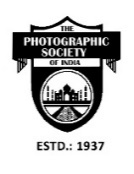 THE
PHOTOGRAPHIC
SOCIETY
OF INDIA
ESTD.: 1937